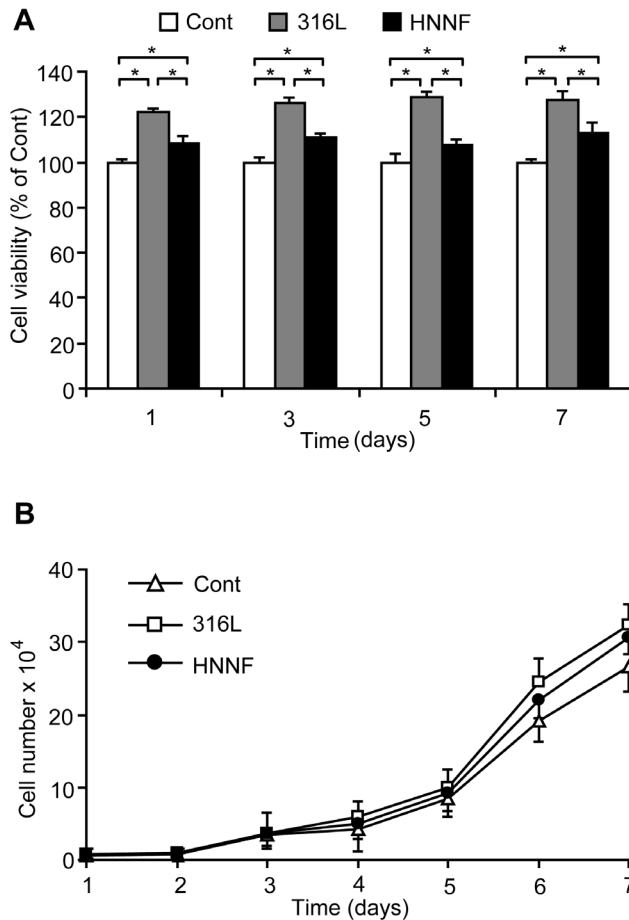 A
Cont 316L HNNF
* * * *
* * * * * * * *
140
120
100
80
60
40
20
0
Cell viability (% of Cont)
1 3 5 7
Time (days)
B
40
30
20
10
0
Cell number x 10⁴
Cont
316L
HNNF
1 2 3 4 5 6 7
Time (days)